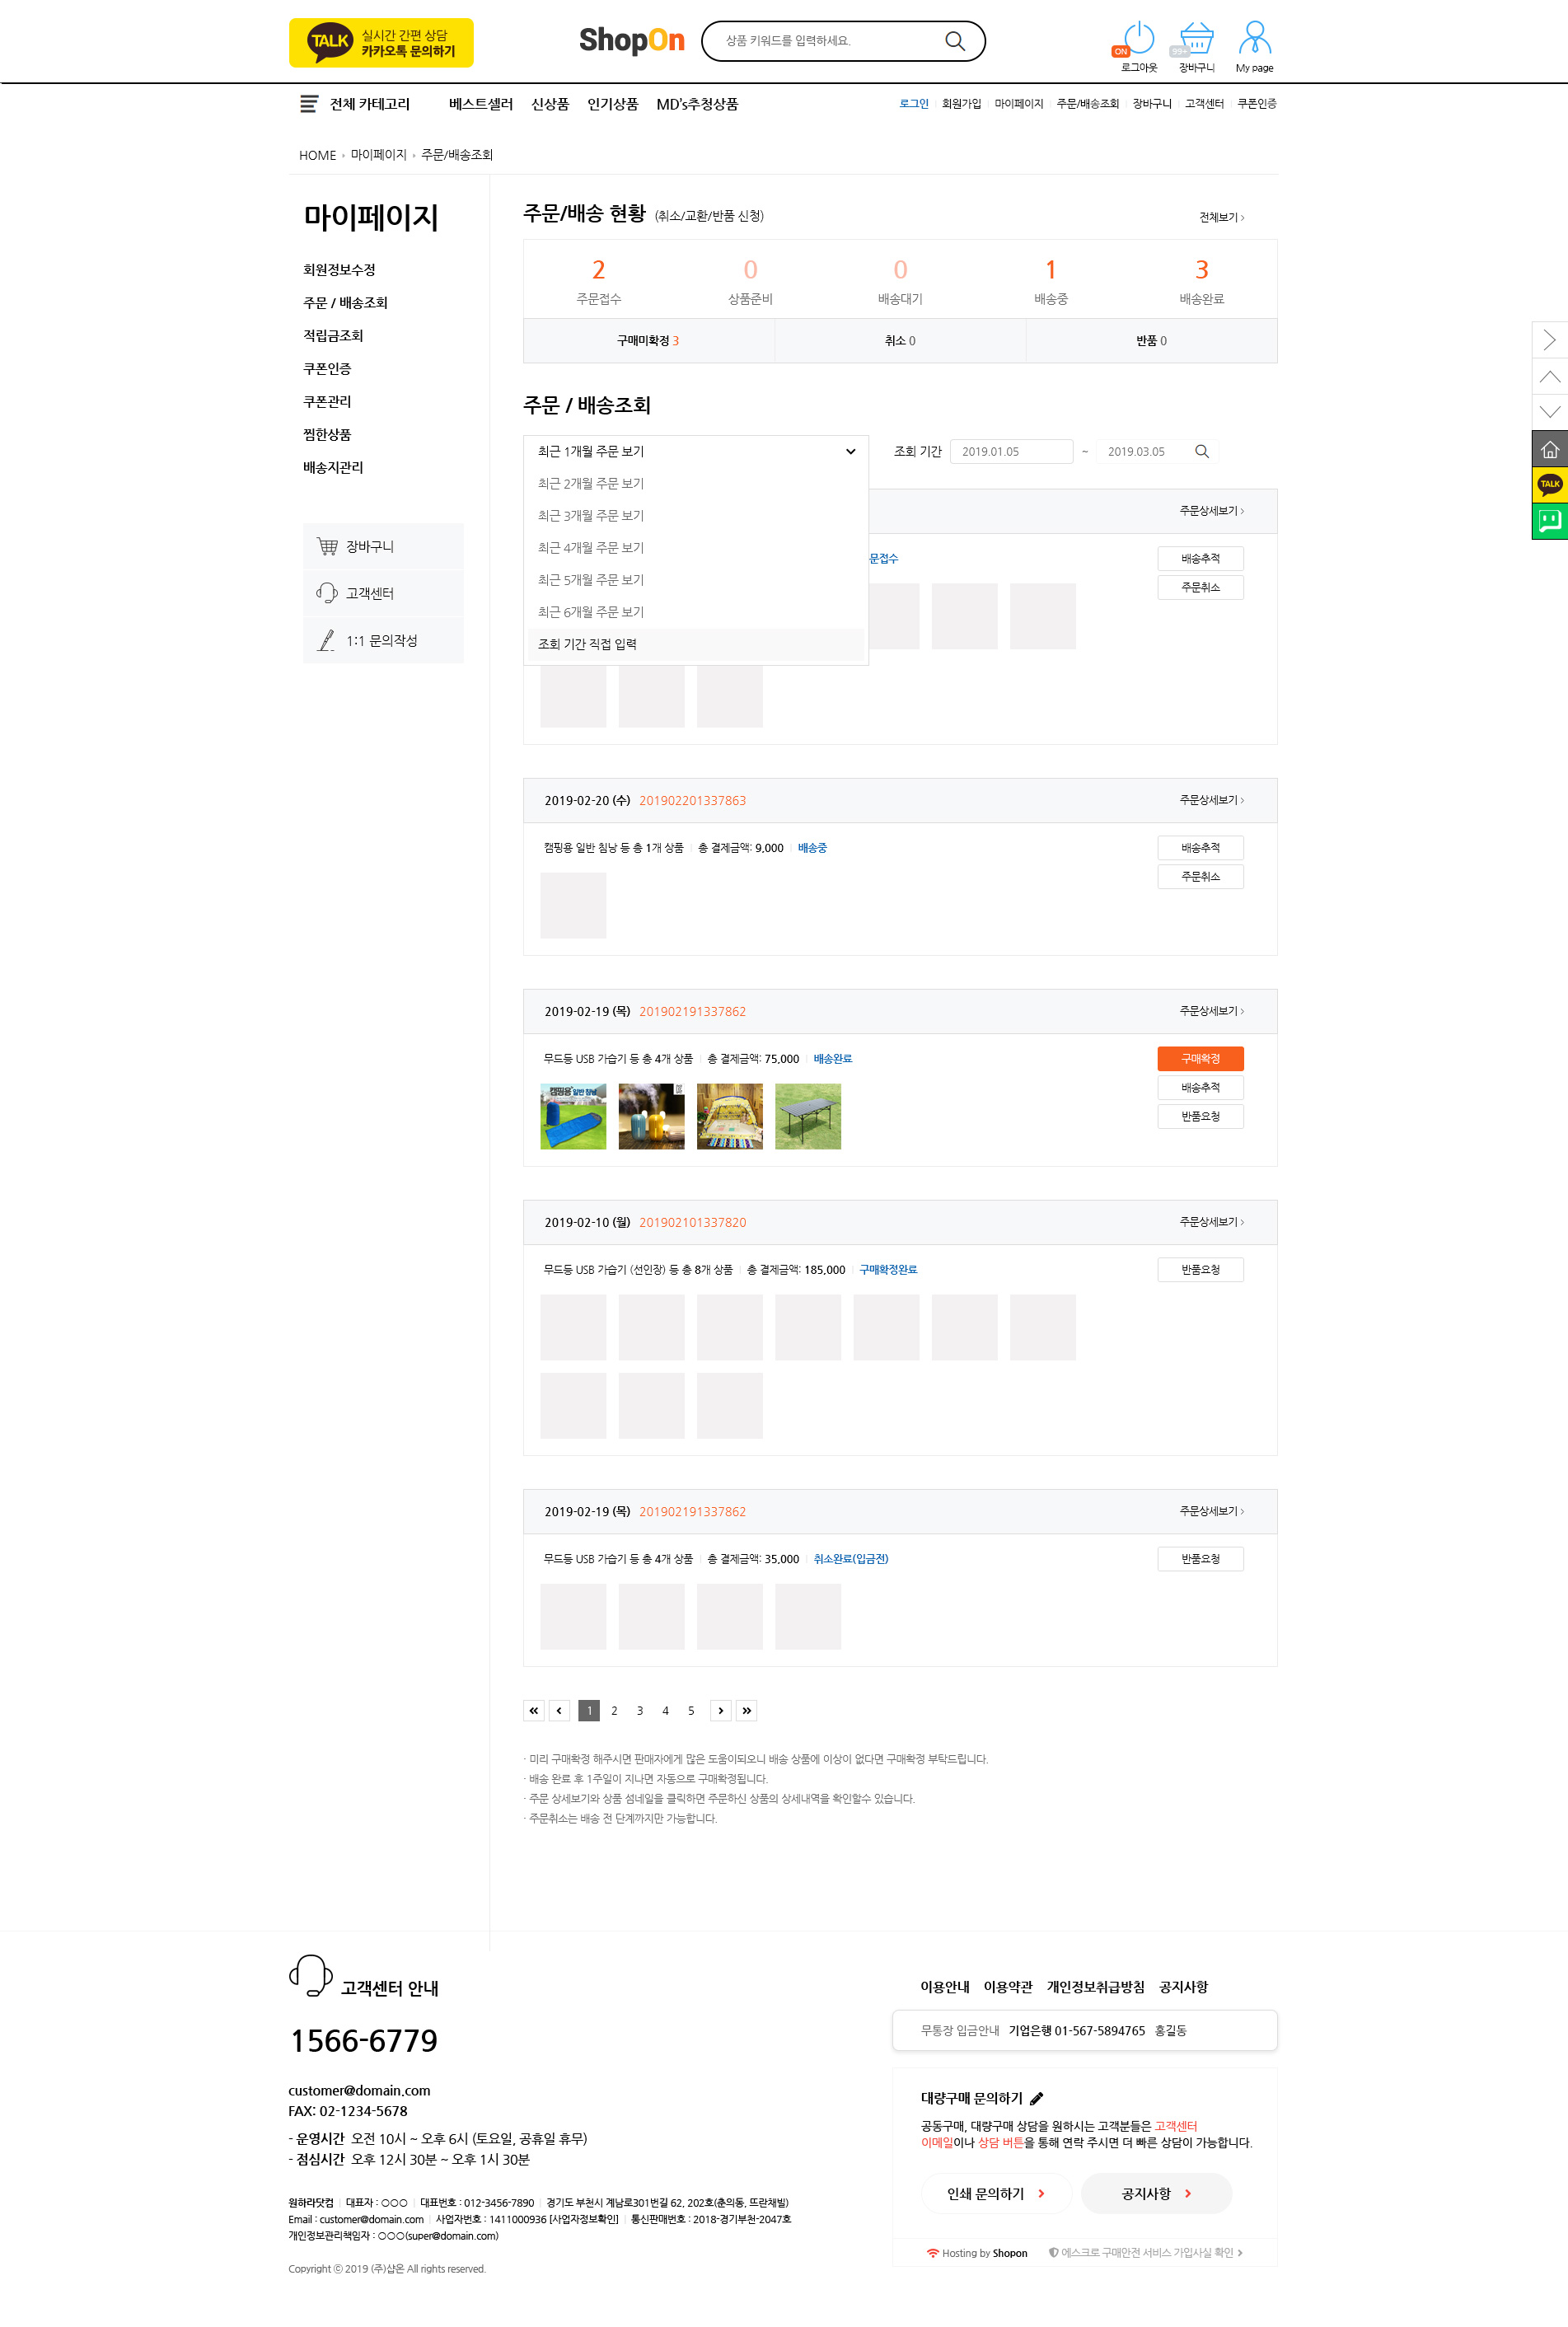 TALK 실시간 간편 상담
카카오톡 문의하기
ShopOn
상품 키워드를 입력하세요.
ON
로그아웃
99+
장바구니
My page
전체 카테고리 베스트셀러 신상품 인기상품 MD's추청상품
로그인 회원가입 마이페이지 주문/배송조회 장바구니 고객센터 쿠폰인증
HOME 마이페이지 주문/배송조회
마이페이지
회원정보수정
주문 / 배송조회
적립금조회
쿠폰인증
쿠폰관리
찜한상품
배송지관리
장바구니
고객센터
1:1 문의작성
주문/배송 현황 (취소/교환/반품 신청)
전체보기
2 0 0 1 3
주문접수 상품준비 배송대기 배송중 배송완료
구매미확정 3 취소 0 반품 0
주문 / 배송조회
최근 1개월 주문 보기
최근 2개월 주문 보기
최근 3개월 주문 보기
최근 4개월 주문 보기
최근 5개월 주문 보기
최근 6개월 주문 보기
조회 기간 직접 입력
조회 기간 2019.01.05 ~ 2019.03.05
주문상세보기
문접수
배송추적
주문취소
2019-02-20 (수) 201902201337863 주문상세보기
캠핑용 일반 침낭 등 총 1개 상품 총 결제금액: 9,000 배송중
배송추적
주문취소
2019-02-19 (목) 201902191337862 주문상세보기
무드등 USB 가습기 등 총 4개 상품 총 결제금액: 75,000 배송완료
구매확정
배송추적
반품요청
캠핑용 일반 침낭
2019-02-10 (월) 201902101337820 주문상세보기
무드등 USB 가습기 (선인장) 등 총 8개 상품 총 결제금액: 185,000 구매확정완료
반품요청
2019-02-19 (목) 201902191337862 주문상세보기
무드등 USB 가습기 등 총 4개 상품 총 결제금액: 35,000 취소완료(입금전)
반품요청
1 2 3 4 5
· 미리 구매확정 해주시면 판매자에게 많은 도움이되오니 배송 상품에 이상이 없다면 구매확정 부탁드립니다.
· 배송 완료 후 1주일이 지나면 자동으로 구매확정됩니다.
· 주문 상세보기와 상품 섬네일을 클릭하면 주문하신 상품의 상세내역을 확인할수 있습니다.
· 주문취소는 배송 전 단계까지만 가능합니다.
TALK
고객센터 안내
1566-6779
customer@domain.com
FAX: 02-1234-5678
- 운영시간 오전 10시 ~ 오후 6시 (토요일, 공휴일 휴무)
- 점심시간 오후 12시 30분 ~ 오후 1시 30분
원하라닷컴 대표자 : ○○○ 대표번호 : 012-3456-7890 경기도 부천시 계남로301번길 62, 202호(춘의동, 뜨란채빌)
Email : customer@domain.com 사업자번호 : 1411000936 [사업자정보확인] 통신판매번호 : 2018-경기부천-2047호
개인정보관리책임자 : ○○○(super@domain.com)
Copyright ⓒ 2019 (주)샵온 All rights reserved.
이용안내 이용약관 개인정보취급방침 공지사항
무통장 입금안내 기업은행 01-567-5894765 홍길동
대량구매 문의하기
공동구매, 대량구매 상담을 원하시는 고객분들은 고객센터
이메일이나 상담 버튼을 통해 연락 주시면 더 빠른 상담이 가능합니다.
인쇄 문의하기 공지사항
Hosting by Shopon 에스크로 구매안전 서비스 가입사실 확인